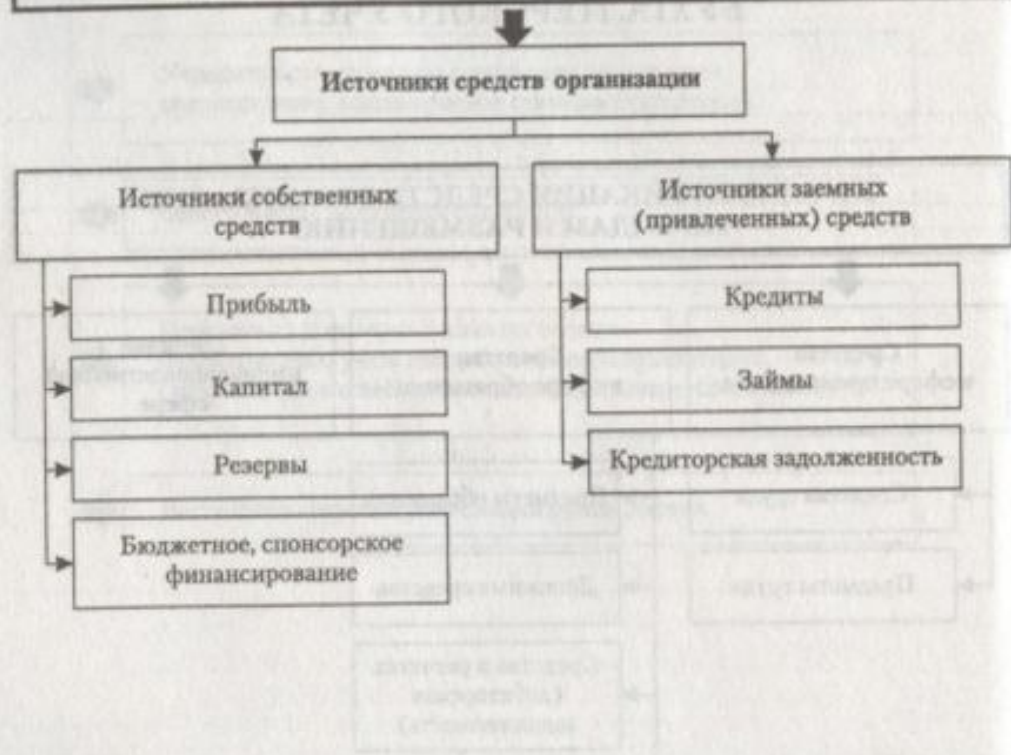 Источники средств организации
Источники собственных
средств
Прибыль
Капитал
Резервы
Бюджетное, спонсорское
финансирование
Источники заемных
(привлеченных) средств
Кредиты
Займы
Кредиторская задолженность